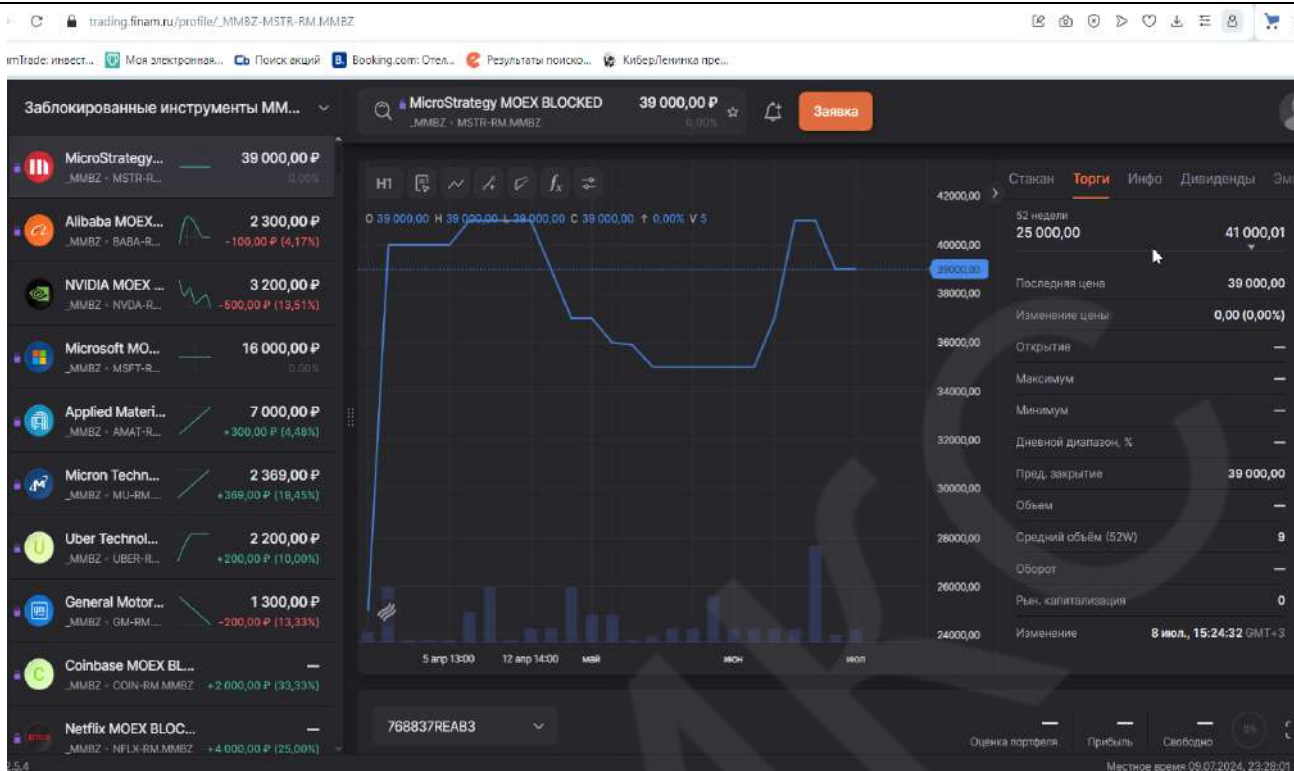 trading.finam.ru/profile/_MMBZ-MSTR-RM.MMBZ
imTrade: инвест... Моя электронная... Поиск акций Booking.com: Отел... Результаты поиско... КиберЛенинка пре...
Заблокированные инструменты ММ...
MicroStrategy MOEX BLOCKED 39 000,00 ₽
_MMBZ · MSTR-RM.MMBZ 0,00%
Заявка
MicroStrategy... 39 000,00 ₽
_MMBZ · MSTR-R... 0,00%
Alibaba MOEX... 2 300,00 ₽
_MMBZ · BABA-R... -100,00 ₽ (4,17%)
NVIDIA MOEX ... 3 200,00 ₽
_MMBZ · NVDA-R... -500,00 ₽ (13,51%)
Microsoft MO... 16 000,00 ₽
_MMBZ · MSFT-R... 0,00%
Applied Materi... 7 000,00 ₽
_MMBZ · AMAT-R... +300,00 ₽ (4,48%)
Micron Techn... 2 369,00 ₽
_MMBZ · MU-RM.... +369,00 ₽ (18,45%)
Uber Technol... 2 200,00 ₽
_MMBZ · UBER-R... +200,00 ₽ (10,00%)
General Motor... 1 300,00 ₽
_MMBZ · GM-RM.... -200,00 ₽ (13,33%)
Coinbase MOEX BL... —
_MMBZ · COIN-RM.MMBZ +2 000,00 ₽ (33,33%)
Netflix MOEX BLOC... —
_MMBZ · NFLX-RM.MMBZ +4 000,00 ₽ (25,00%)
2.5.4
H1
O 39 000,00 H 39 000,00 L 39 000,00 C 39 000,00 ↑ 0,00% V 5
42000,00
40000,00
39000,00
38000,00
36000,00
34000,00
32000,00
30000,00
28000,00
26000,00
24000,00
5 апр 13:00 12 апр 14:00 май июн июл
768837REAB3
Стакан Торги Инфо Дивиденды Эм
52 недели
25 000,00 41 000,01
Последняя цена 39 000,00
Изменение цены 0,00 (0,00%)
Открытие —
Максимум —
Минимум —
Дневной диапазон, % —
Пред. закрытие 39 000,00
Объем —
Средний объём (52W) 9
Оборот —
Рын. капитализация 0
Изменение 8 июл., 15:24:32 GMT+3
— — — 0%
Оценка портфеля Прибыль Свободно
Местное время 09.07.2024, 23:28:01